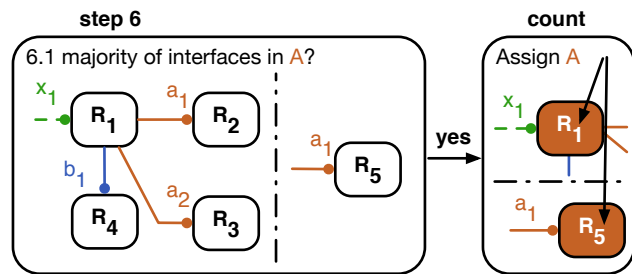 step 6
count
6.1 majority of interfaces in A?
Assign A
x1
a1
R1
R2
a1
R5
b1
a2
R4
R3
yes
x1
R1
a1
R5